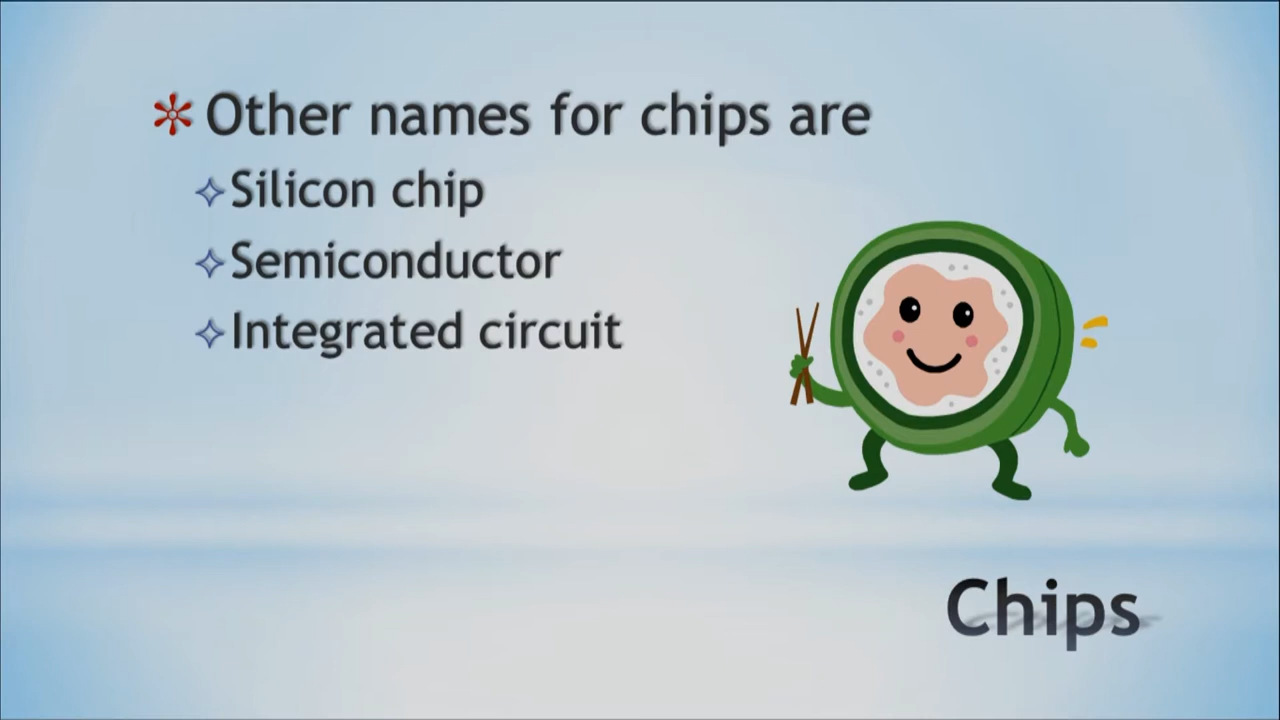 Other names for chips are
Silicon chip
Semiconductor
Integrated circuit
Chips